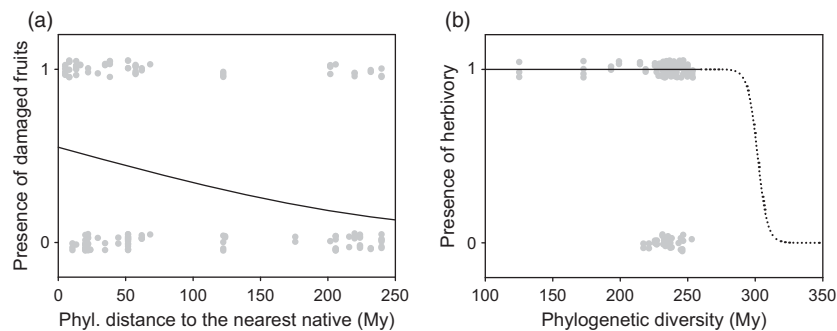 (a)
Presence of damaged fruits
1
0
0 50 100 150 200 250
Phyl. distance to the nearest native (My)
(b)
Presence of herbivory
1
0
100 150 200 250 300 350
Phylogenetic diversity (My)